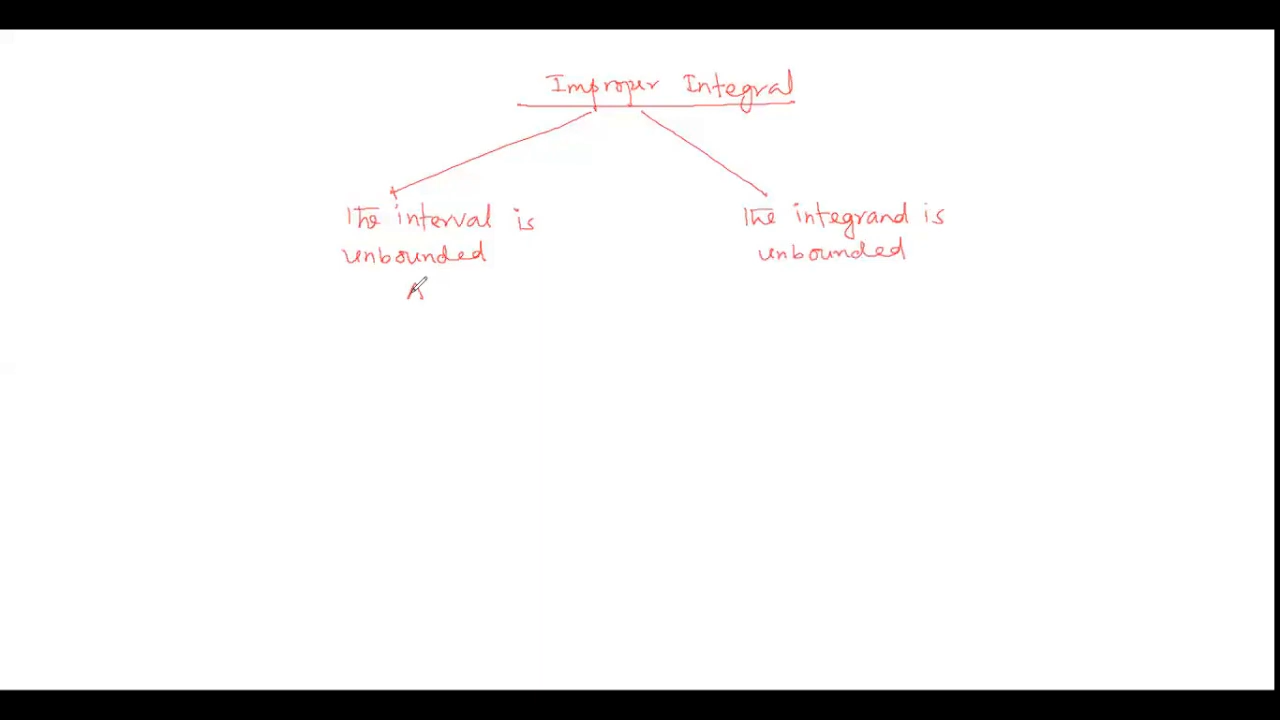 Improper Integral
The interval is
unbounded
The integrand is
unbounded